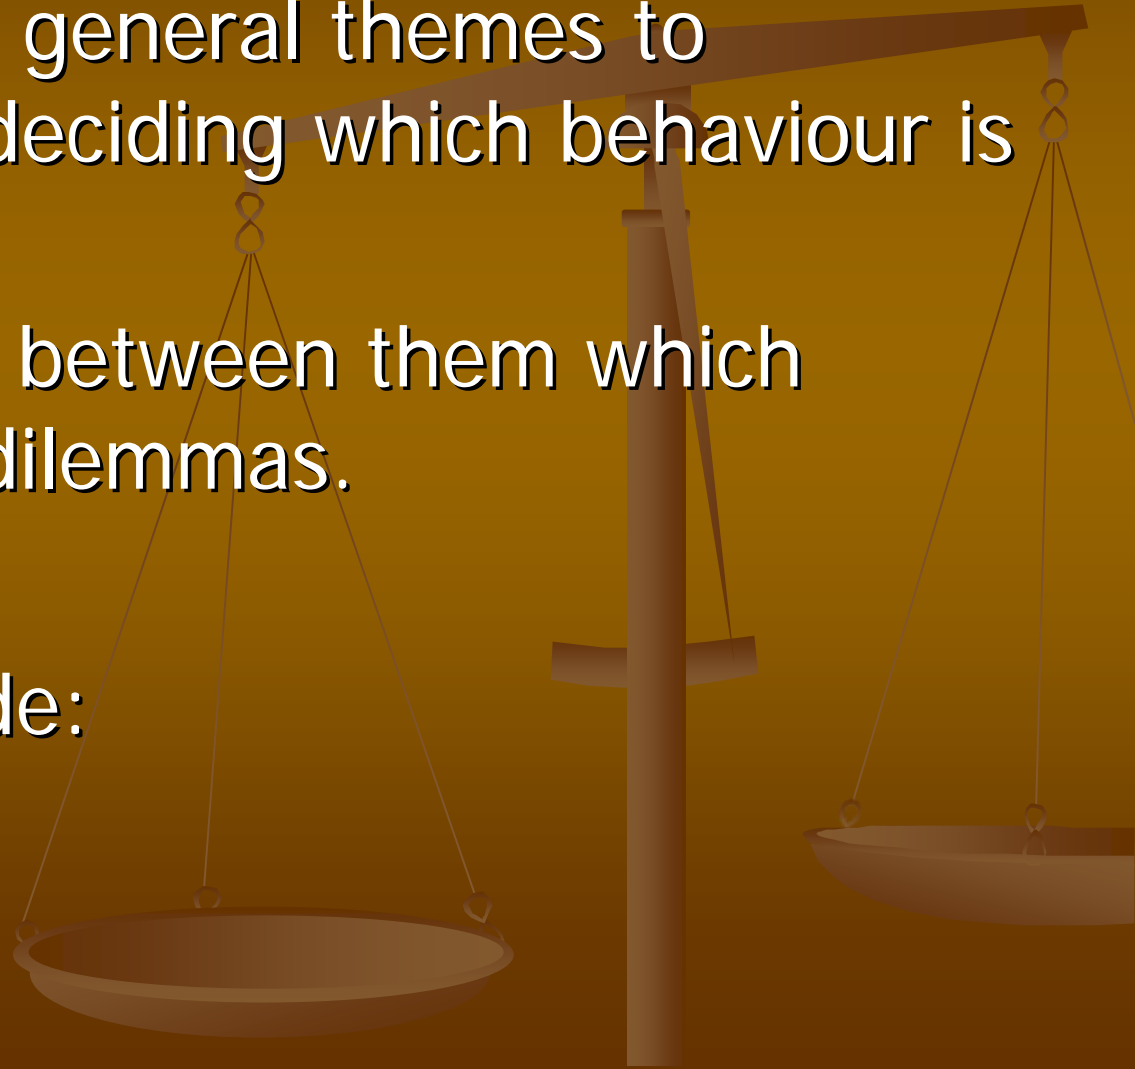 general themes to
deciding which behaviour is
between them which
dilemmas.
de: